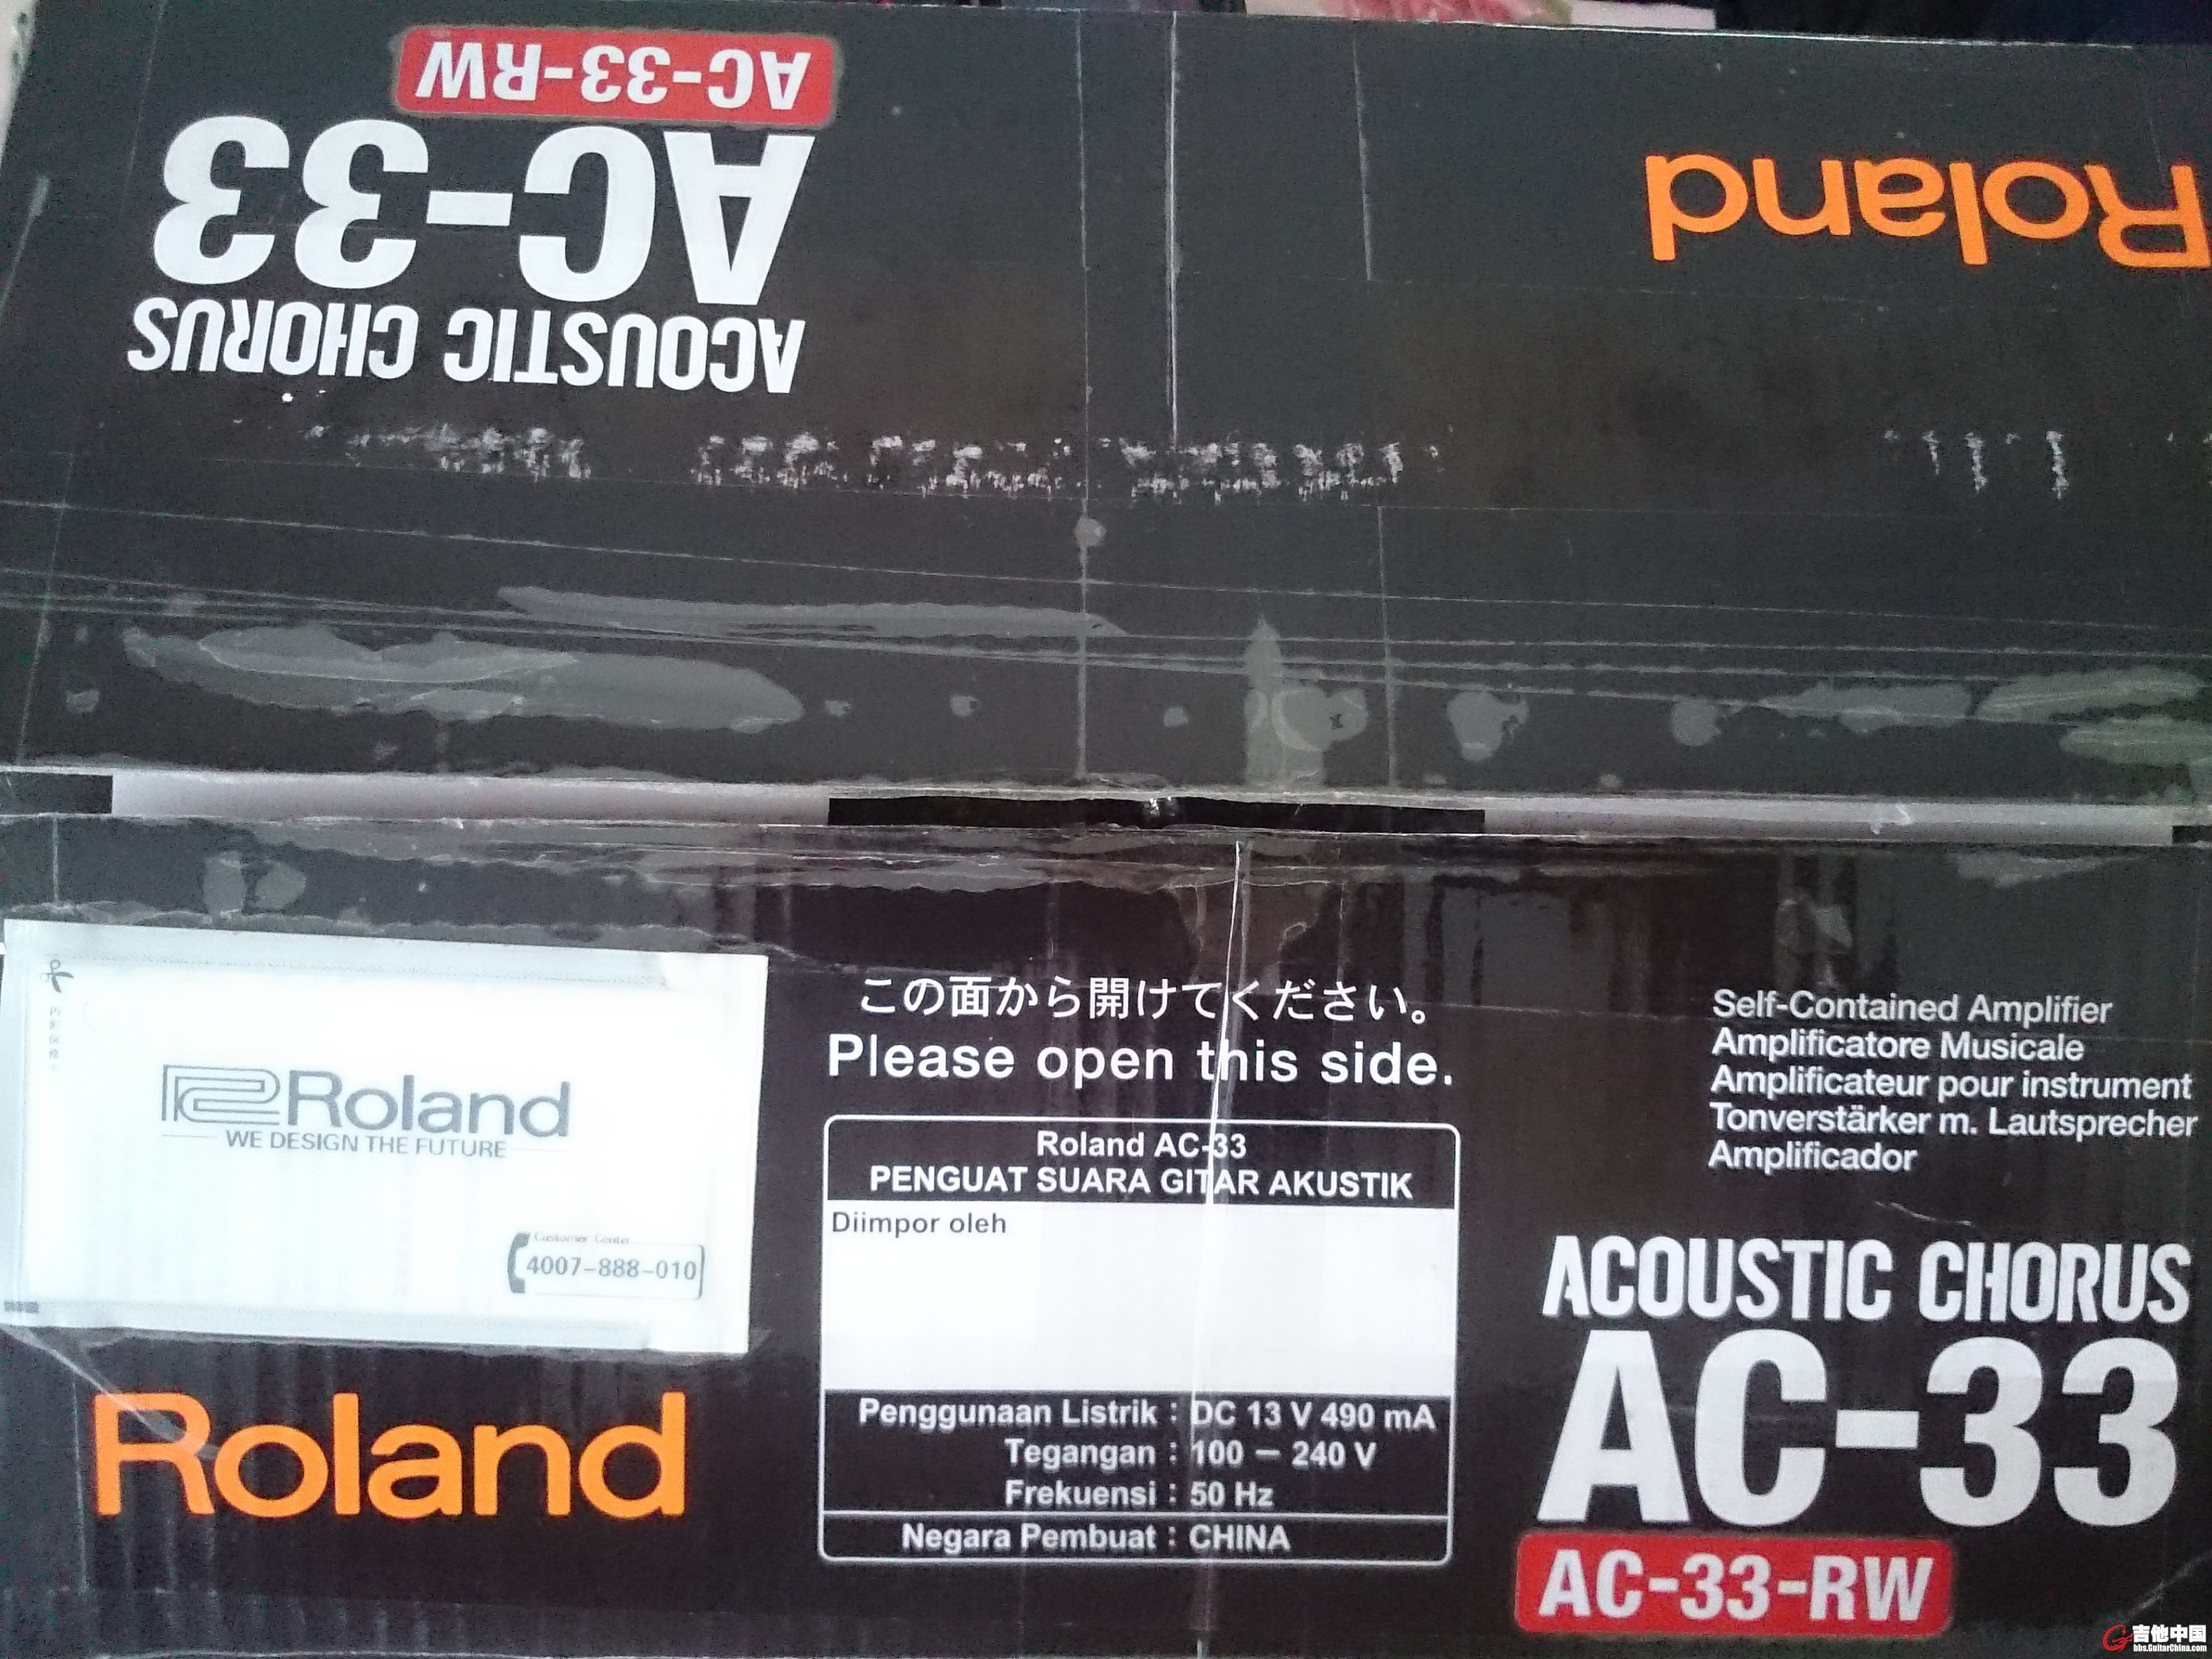 AC-33-RW
AC-33
ACOUSTIC CHORUS
Roland
Roland
WE DESIGN THE FUTURE
Customer Center
4007-888-010
Roland
この面から開けてください。
Please open this side.
Roland AC-33
PENGUAT SUARA GITAR AKUSTIK
Diimpor oleh
Penggunaan Listrik : DC 13 V 490 mA
Tegangan : 100 – 240 V
Frekuensi : 50 Hz
Negara Pembuat : CHINA
Self-Contained Amplifier
Amplificatore Musicale
Amplificateur pour instrument
Tonverstärker m. Lautsprecher
Amplificador
ACOUSTIC CHORUS
AC-33
AC-33-RW
吉他中国
bbs.GuitarChina.com